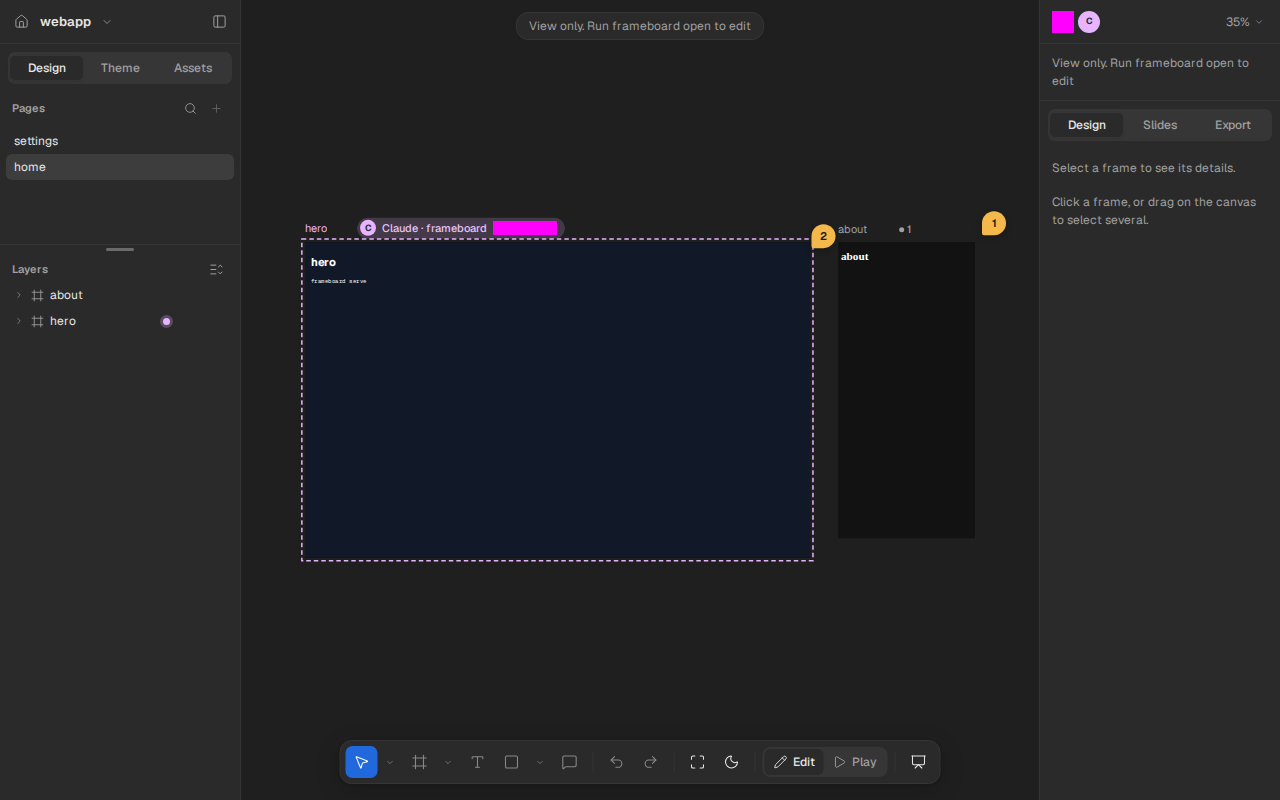 webapp
Design Theme Assets
Pages
settings
home
Layers
about
hero
View only. Run frameboard open to edit
hero
C Claude · frameboard
2
about
1
1
hero
frameboard serve
about
Edit Play
C
35%
View only. Run frameboard open to
edit
Design Slides Export
Select a frame to see its details.
Click a frame, or drag on the canvas
to select several.